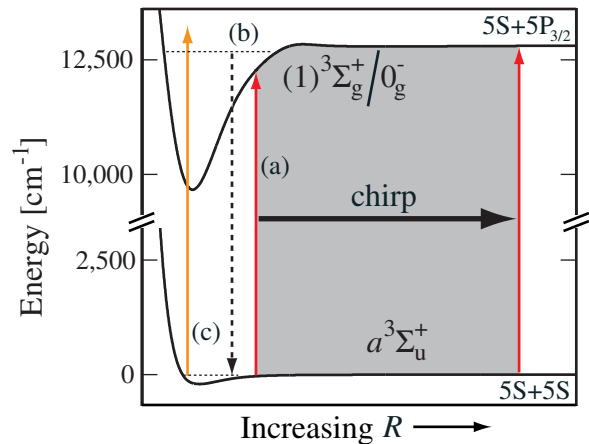 5S+5P3/2
(b)
12,500
(1)³Σg⁺/0g⁻
(a)
10,000
chirp
Energy [cm⁻¹]
2,500
(c)
a³Σu⁺
0
5S+5S
Increasing R